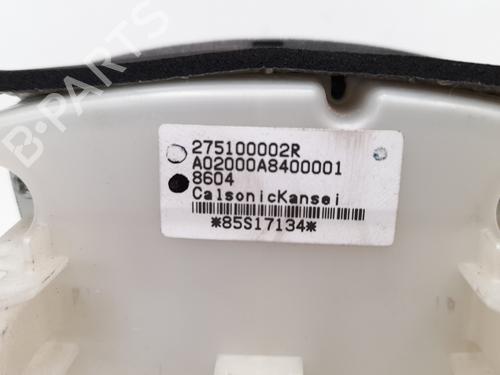 B-PARTS
275100002R
A02000A8400001
8604
CalsonicKansei
*85S17134*